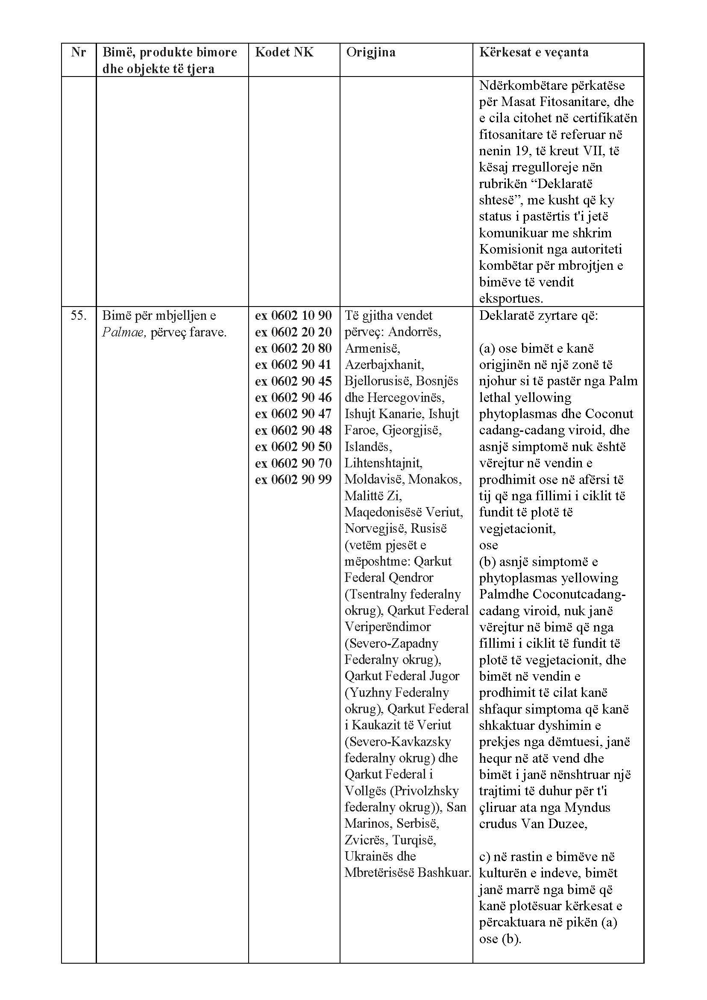 Nr
Bimë, produkte bimore
dhe objekte të tjera
Kodet NK
Origjina
Kërkesat e veçanta
Ndërkombëtare përkatëse
për Masat Fitosanitare, dhe
e cila citohet në certifikatën
fitosanitare të referuar në
nenin 19, të kreut VII, të
kësaj rregulloreje nën
rubrikën “Deklaratë
shtesë”, me kusht që ky
status i pastërtis t'i jetë
komunikuar me shkrim
Komisionit nga autoriteti
kombëtar për mbrojtjen e
bimëve të vendit
eksportues.
55.
Bimë për mbjelljen e
Palmae, përveç farave.
ex 0602 10 90
ex 0602 20 20
ex 0602 20 80
ex 0602 90 41
ex 0602 90 45
ex 0602 90 46
ex 0602 90 47
ex 0602 90 48
ex 0602 90 50
ex 0602 90 70
ex 0602 90 99
Të gjitha vendet
përveç: Andorrës,
Armenisë,
Azerbajxhanit,
Bjellorusisë, Bosnjës
dhe Hercegovinës,
Ishujt Kanarie, Ishujt
Faroe, Gjeorgjisë,
Islandës,
Lihtenshtajnit,
Moldavisë, Monakos,
Malittë Zi,
Maqedonisësë Veriut,
Norvegjisë, Rusisë
(vetëm pjesët e
mëposhtme: Qarkut
Federal Qendror
(Tsentralny federalny
okrug), Qarkut Federal
Veriperëndimor
(Severo-Zapadny
Federalny okrug),
Qarkut Federal Jugor
(Yuzhny Federalny
okrug), Qarkut Federal
i Kaukazit të Veriut
(Severo-Kavkazsky
federalny okrug) dhe
Qarkut Federal i
Vollgës (Privolzhsky
federalny okrug)), San
Marinos, Serbisë,
Zvicrës, Turqisë,
Ukrainës dhe
Mbretërisësë Bashkuar.
Deklaratë zyrtare që:
(a) ose bimët e kanë
origjinën në një zonë të
njohur si të pastër nga Palm
lethal yellowing
phytoplasmas dhe Coconut
cadang-cadang viroid, dhe
asnjë simptomë nuk është
vërejtur në vendin e
prodhimit ose në afërsi të
tij që nga fillimi i ciklit të
fundit të plotë të
vegjetacionit,
ose
(b) asnjë simptomë e
phytoplasmas yellowing
Palmdhe Coconutcadang-
cadang viroid, nuk janë
vërejtur në bimë që nga
fillimi i ciklit të fundit të
plotë të vegjetacionit, dhe
bimët në vendin e
prodhimit të cilat kanë
shfaqur simptoma që kanë
shkaktuar dyshimin e
prekjes nga dëmtuesi, janë
hequr në atë vend dhe
bimët i janë nënshtruar një
trajtimi të duhur për t'i
çliruar ata nga Myndus
crudus Van Duzee,
c) në rastin e bimëve në
kulturën e indeve, bimët
janë marrë nga bimë që
kanë plotësuar kërkesat e
përcaktuara në pikën (a)
ose (b).